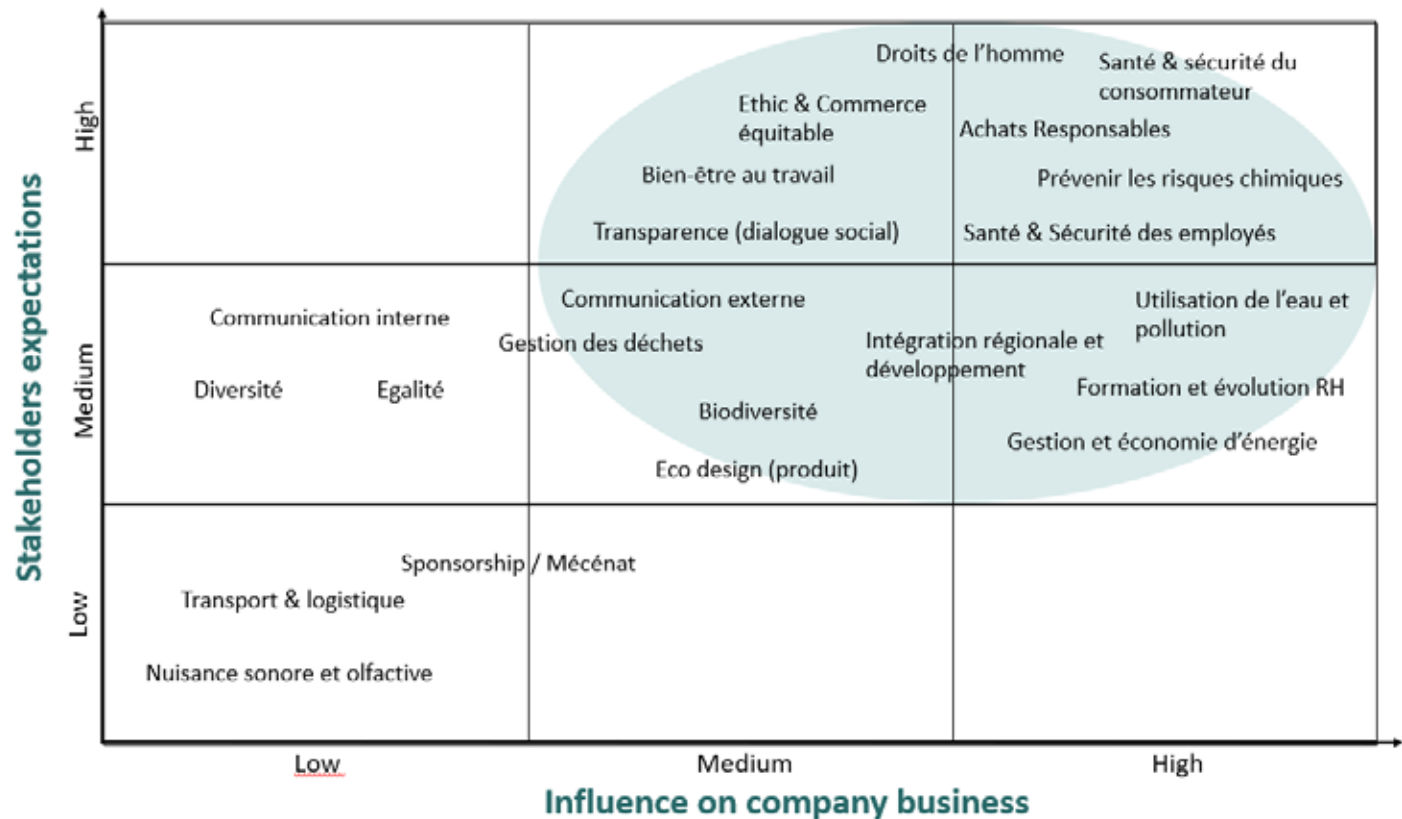 Stakeholders expectations
High
Medium
Low
Droits de l'homme
Santé & sécurité du
consommateur
Ethic & Commerce
équitable
Achats Responsables
Bien-être au travail
Prévenir les risques chimiques
Transparence (dialogue social)
Santé & Sécurité des employés
Communication externe
Utilisation de l'eau et
pollution
Communication interne
Gestion des déchets
Intégration régionale et
développement
Diversité
Egalité
Formation et évolution RH
Biodiversité
Gestion et économie d'énergie
Eco design (produit)
Sponsorship / Mécénat
Transport & logistique
Nuisance sonore et olfactive
Low
Medium
High
Influence on company business